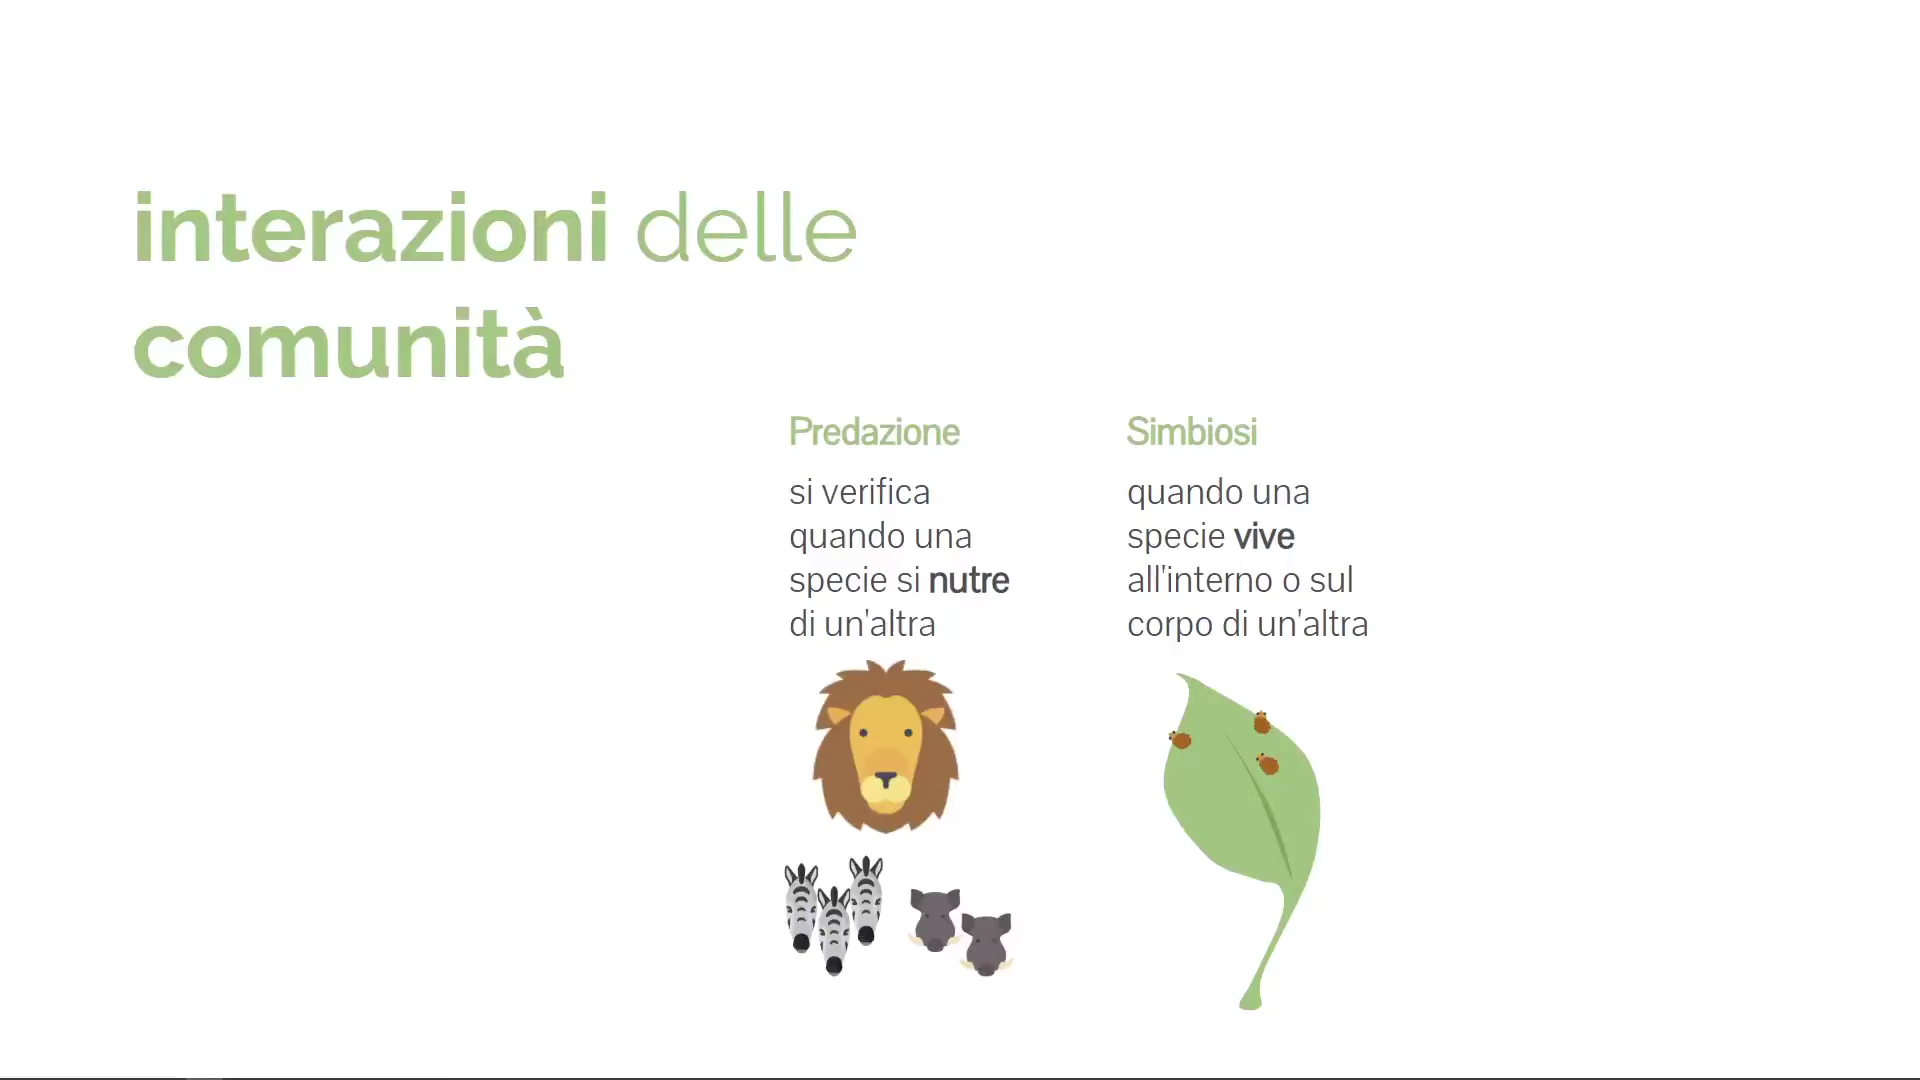 interazioni delle
comunità
Predazione
si verifica
quando una
specie si nutre
di un'altra
Simbiosi
quando una
specie vive
all'interno o sul
corpo di un'altra